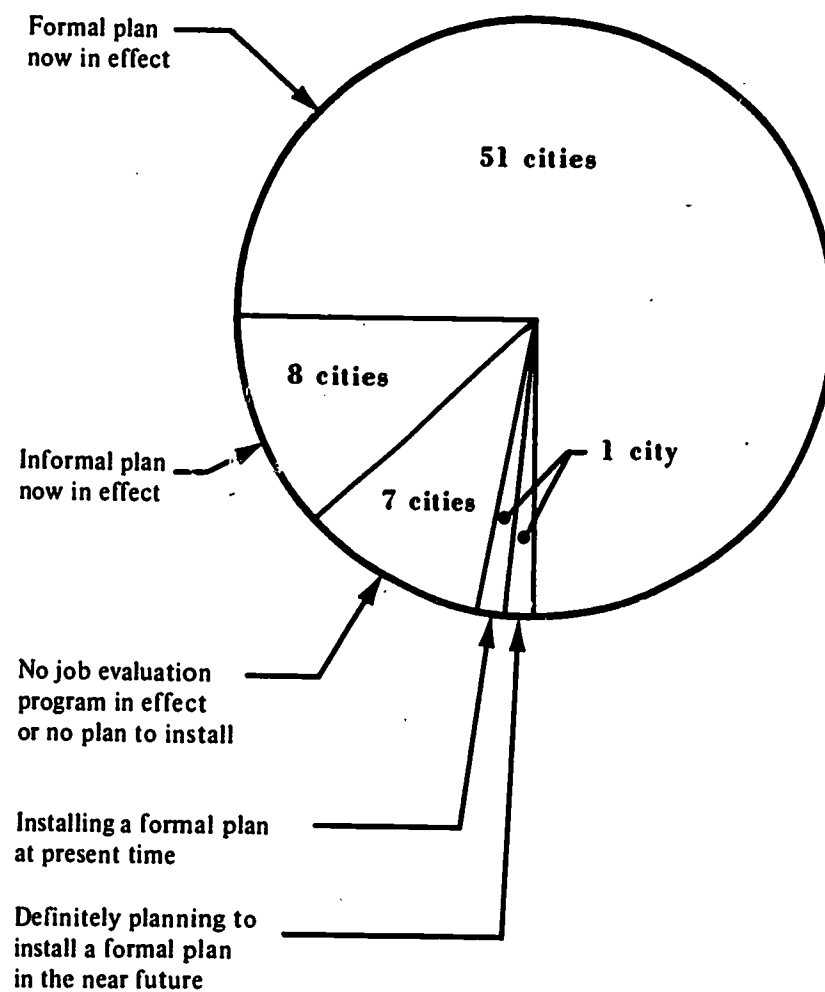 Formal plan
now in effect
51 cities
8 cities
Informal plan
now in effect
1 city
7 cities
No job evaluation
program in effect
or no plan to install
Installing a formal plan
at present time
Definitely planning to
install a formal plan
in the near future